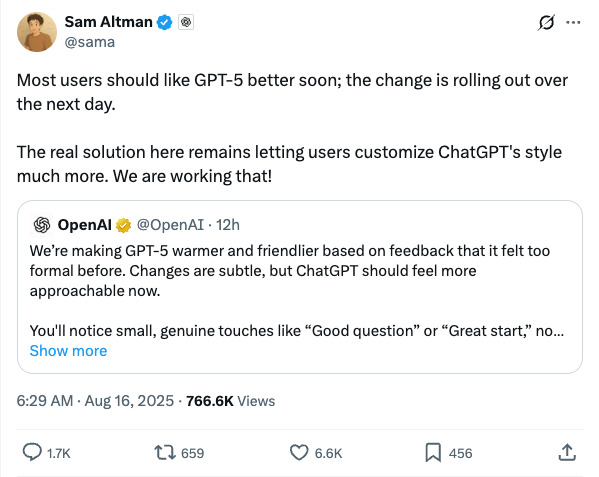 Sam Altman
@sama
Most users should like GPT-5 better soon; the change is rolling out over
the next day.
The real solution here remains letting users customize ChatGPT's style
much more. We are working that!
OpenAI @OpenAI · 12h
We're making GPT-5 warmer and friendlier based on feedback that it felt too
formal before. Changes are subtle, but ChatGPT should feel more
approachable now.
You'll notice small, genuine touches like “Good question” or “Great start,” no...
Show more
6:29 AM · Aug 16, 2025 · 766.6K Views
1.7K 659 6.6K 456